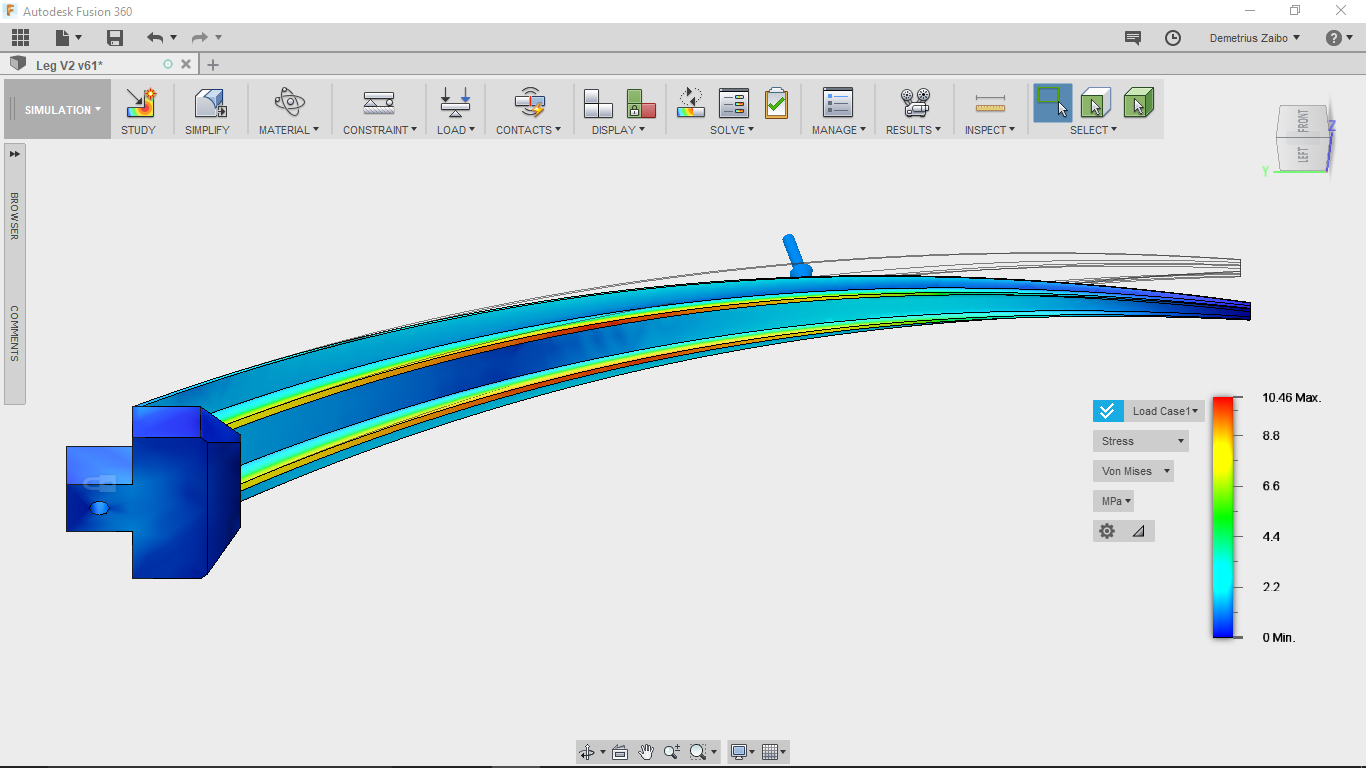 Autodesk Fusion 360
Demetrius Zaibo
Leg V2 v61*
SIMULATION
STUDY
SIMPLIFY
MATERIAL
CONSTRAINT
LOAD
CONTACTS
DISPLAY
SOLVE
MANAGE
RESULTS
INSPECT
SELECT
FRONT
LEFT
Z
Y
BROWSER
COMMENTS
Load Case1
Stress
Von Mises
MPa
10.46 Max.
8.8
6.6
4.4
2.2
0 Min.